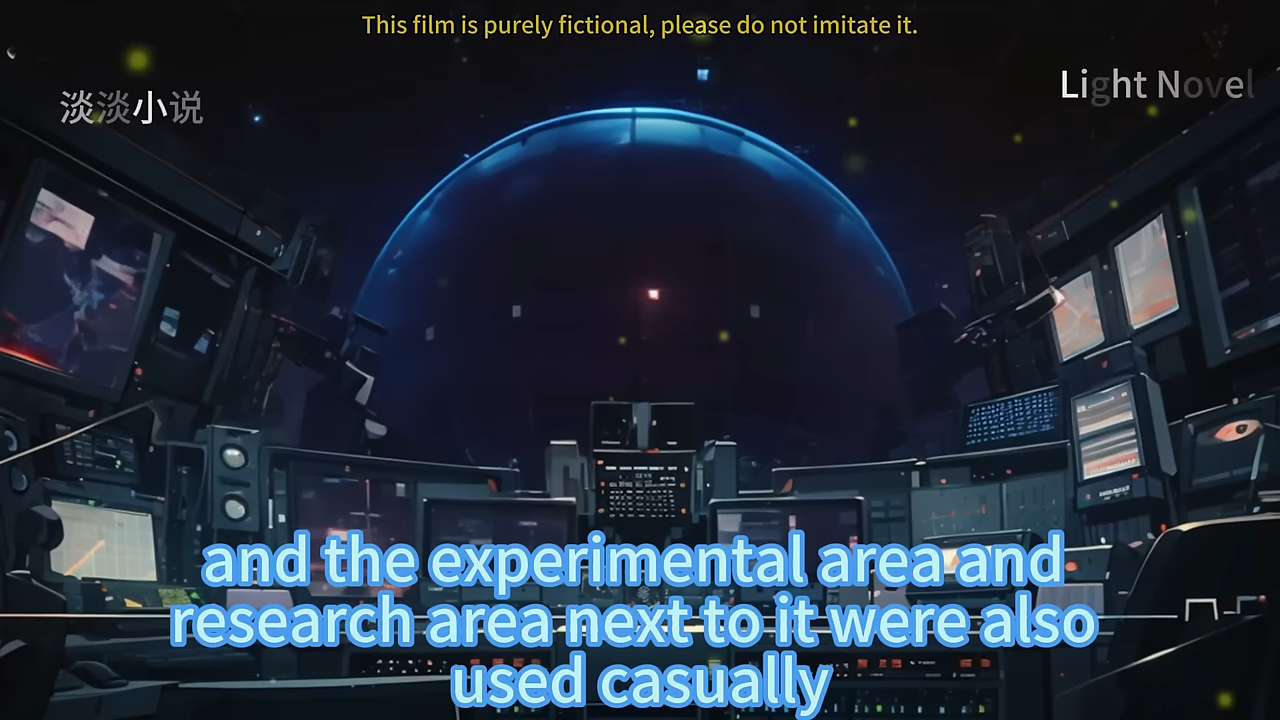 This film is purely fictional, please do not imitate it.
淡淡小说
Light Novel
and the experimental area and
research area next to it were also
used casually